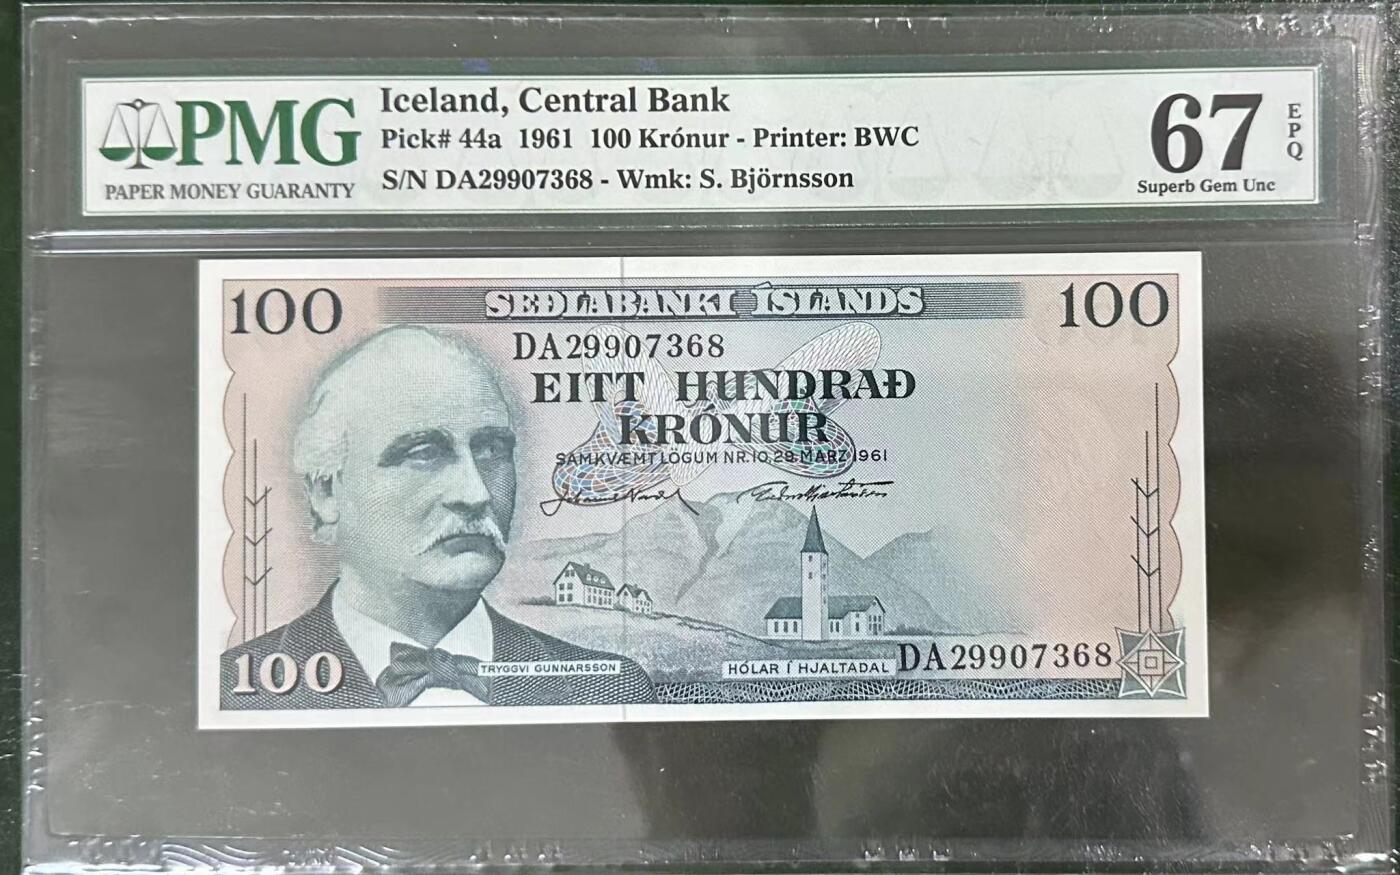 PMG
PAPER MONEY GUARANTY
Iceland, Central Bank
Pick# 44a 1961 100 Krónur - Printer: BWC
S/N DA29907368 - Wmk: S. Björnsson
67
EPQ
Superb Gem Unc
100
SEÐLABANKI ÍSLANDS
100
DA29907368
EITT HUNDRAÐ
KRÓNUR
SAMKVÆMT LÖGUM NR. 10, 29. MARZ 1961
TRYGGVI GUNNARSSON
HÓLAR Í HJALTADAL
DA29907368
100